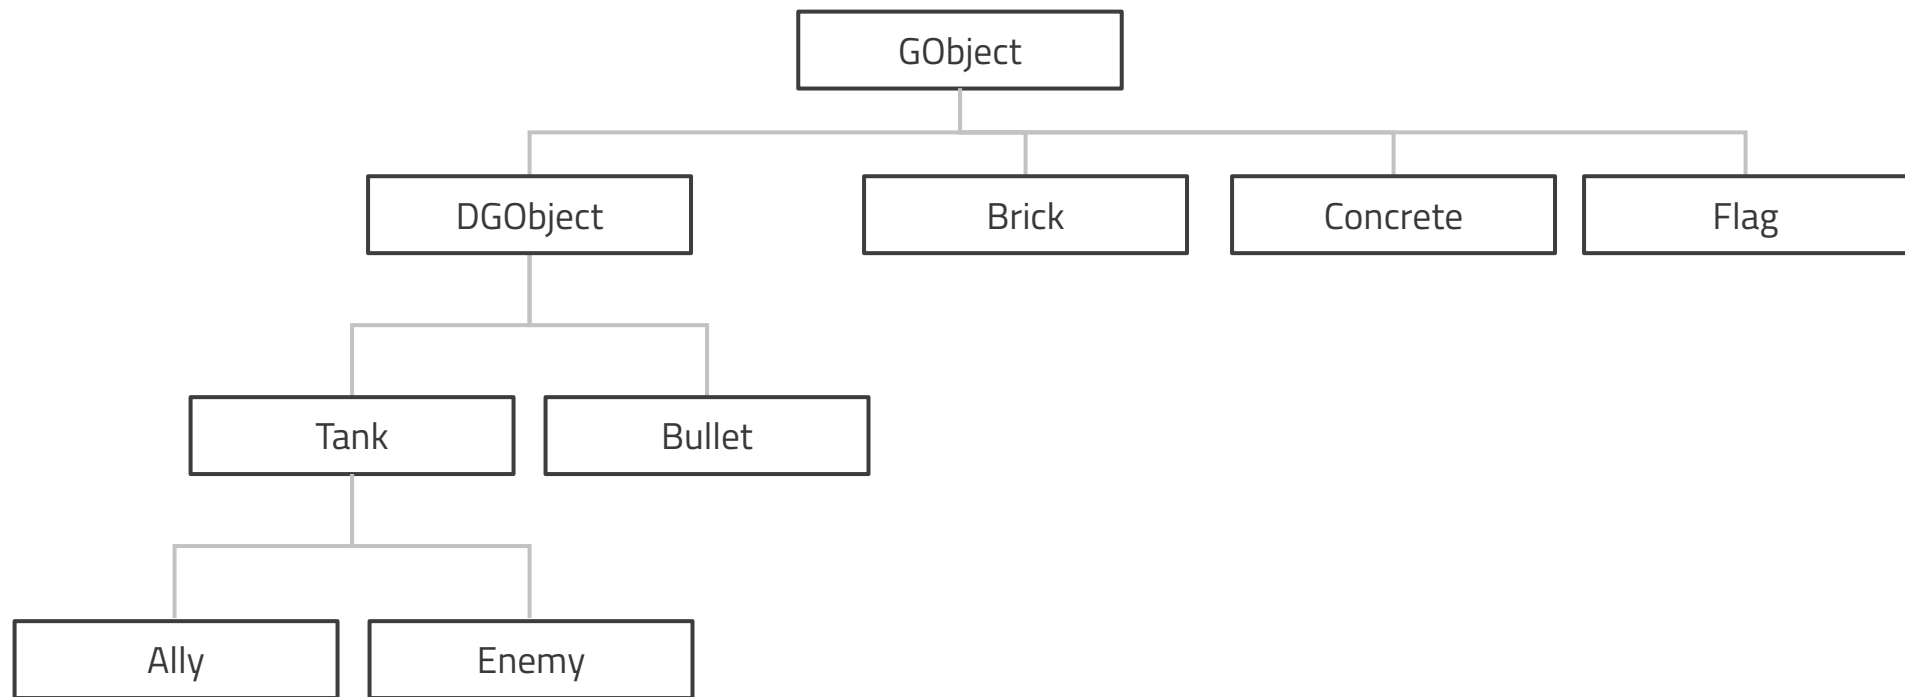 GObject
DGObject
Brick
Concrete
Flag
Tank
Bullet
Ally
Enemy